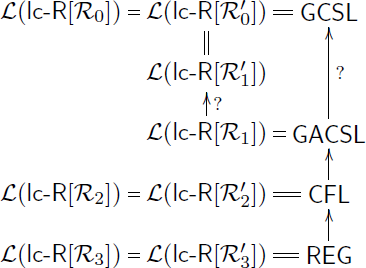 𝓛(lc-R[𝓡₀]) = 𝓛(lc-R[𝓡′₀]) = GCSL
𝓛(lc-R[𝓡′₁])
? ?
𝓛(lc-R[𝓡₁]) = GACSL
𝓛(lc-R[𝓡₂]) = 𝓛(lc-R[𝓡′₂]) = CFL
𝓛(lc-R[𝓡₃]) = 𝓛(lc-R[𝓡′₃]) = REG